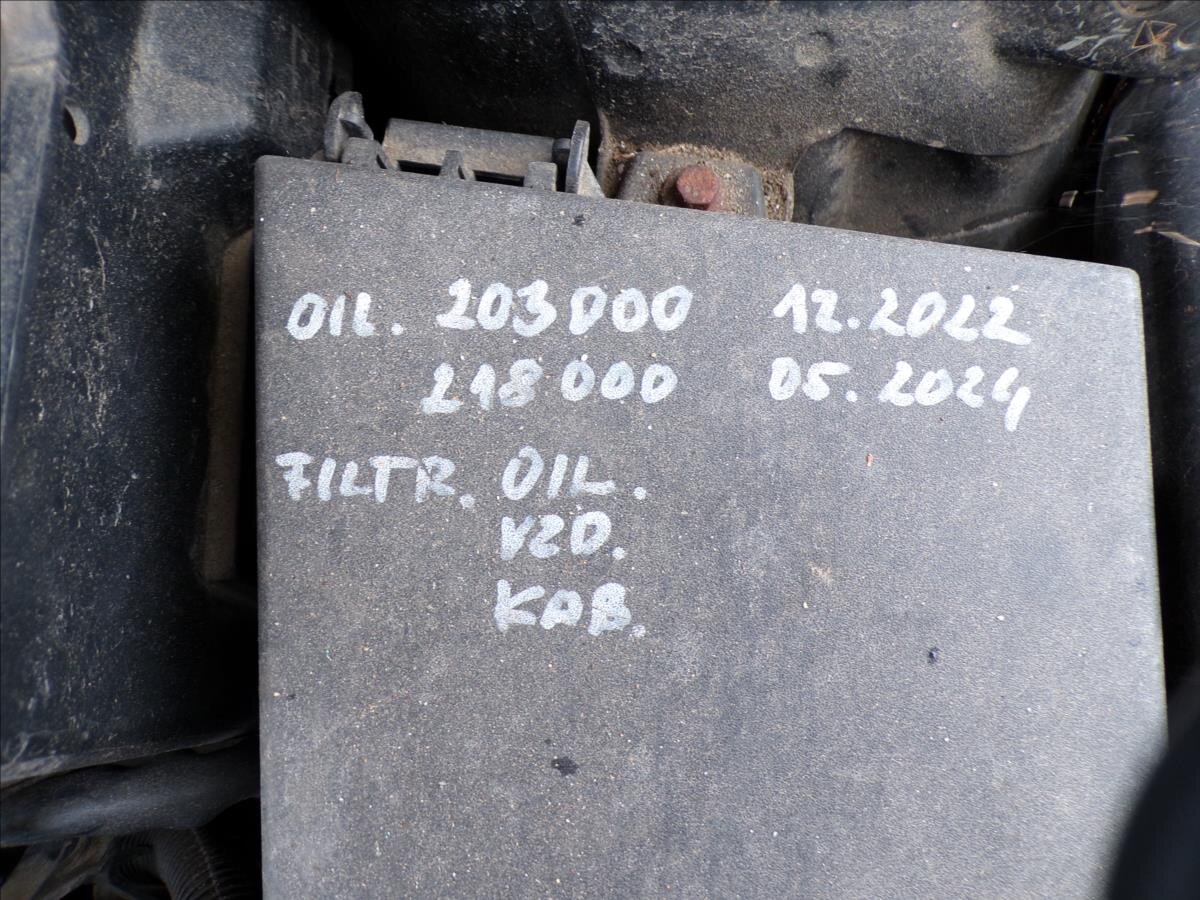 OIL. 203000 12.2022
218000 05.2024
FILTR. OIL.
VZD.
KAB.